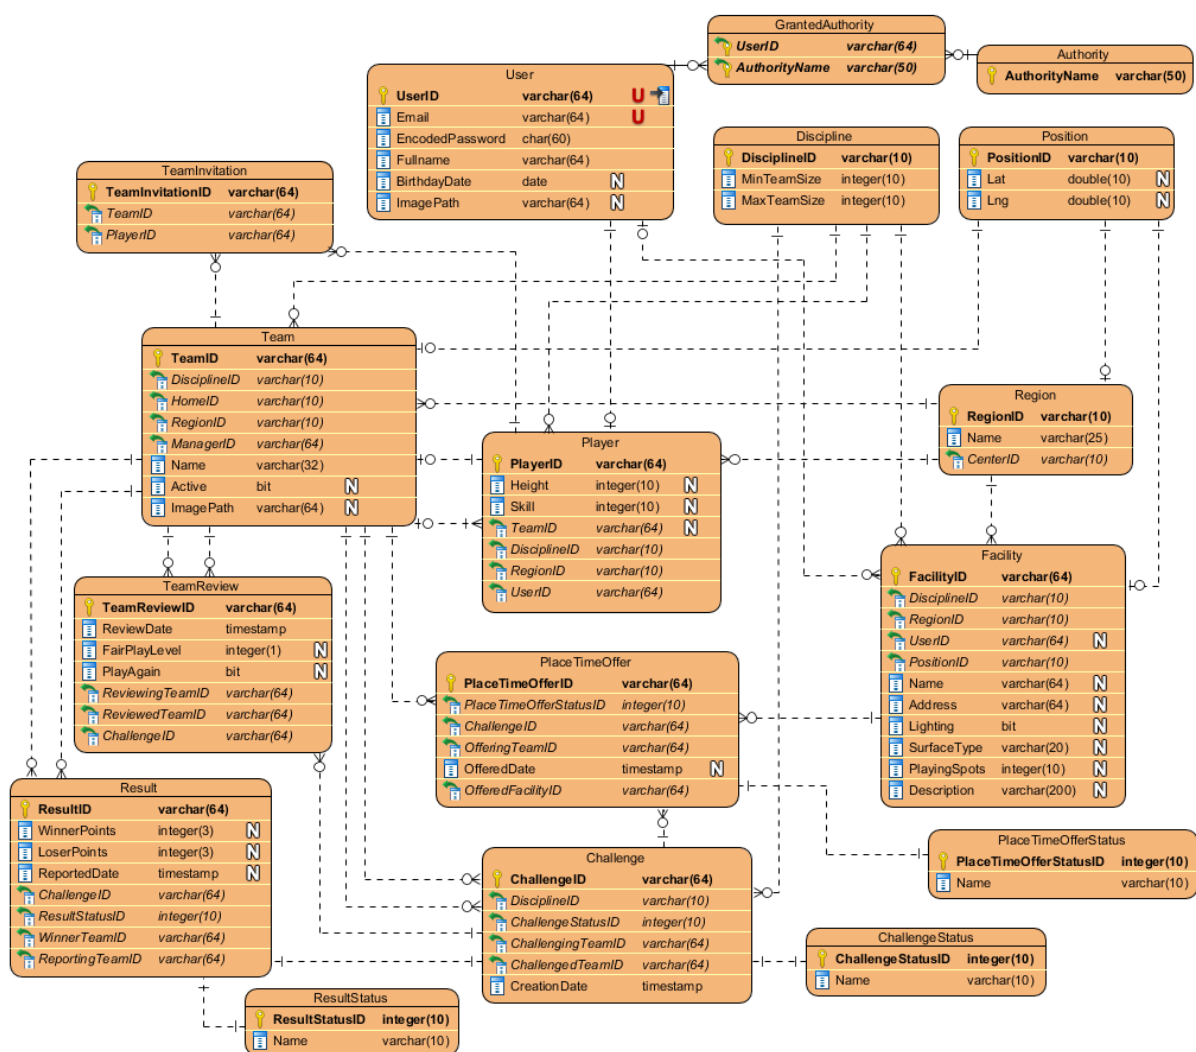 GrantedAuthority
UserID varchar(64)
AuthorityName varchar(50)
Authority
AuthorityName varchar(50)
User
UserID varchar(64) U
Email varchar(64) U
EncodedPassword char(60)
Fullname varchar(64)
BirthdayDate date N
ImagePath varchar(64) N
Discipline
DisciplineID varchar(10)
MinTeamSize integer(10)
MaxTeamSize integer(10)
Position
PositionID varchar(10)
Lat double(10) N
Lng double(10) N
TeamInvitation
TeamInvitationID varchar(64)
TeamID varchar(64)
PlayerID varchar(64)
Team
TeamID varchar(64)
DisciplineID varchar(10)
HomeID varchar(10)
RegionID varchar(10)
ManagerID varchar(64)
Name varchar(32)
Active bit N
ImagePath varchar(64) N
Region
RegionID varchar(10)
Name varchar(25)
CenterID varchar(10)
Player
PlayerID varchar(64)
Height integer(10) N
Skill integer(10) N
TeamID varchar(64) N
DisciplineID varchar(10)
RegionID varchar(10)
UserID varchar(64)
Facility
FacilityID varchar(64)
DisciplineID varchar(10)
RegionID varchar(10)
UserID varchar(64) N
PositionID varchar(10)
Name varchar(64) N
Address varchar(64) N
Lighting bit N
SurfaceType varchar(20) N
PlayingSpots integer(10) N
Description varchar(200) N
TeamReview
TeamReviewID varchar(64)
ReviewDate timestamp
FairPlayLevel integer(1) N
PlayAgain bit N
ReviewingTeamID varchar(64)
ReviewedTeamID varchar(64)
ChallengeID varchar(64)
PlaceTimeOffer
PlaceTimeOfferID varchar(64)
PlaceTimeOfferStatusID integer(10)
ChallengeID varchar(64)
OfferingTeamID varchar(64)
OfferedDate timestamp N
OfferedFacilityID varchar(64)
Result
ResultID varchar(64)
WinnerPoints integer(3) N
LoserPoints integer(3) N
ReportedDate timestamp N
ChallengeID varchar(64)
ResultStatusID integer(10)
WinnerTeamID varchar(64)
ReportingTeamID varchar(64)
PlaceTimeOfferStatus
PlaceTimeOfferStatusID integer(10)
Name varchar(10)
Challenge
ChallengeID varchar(64)
DisciplineID varchar(10)
ChallengeStatusID integer(10)
ChallengingTeamID varchar(64)
ChallengedTeamID varchar(64)
CreationDate timestamp
ChallengeStatus
ChallengeStatusID integer(10)
Name varchar(10)
ResultStatus
ResultStatusID integer(10)
Name varchar(10)